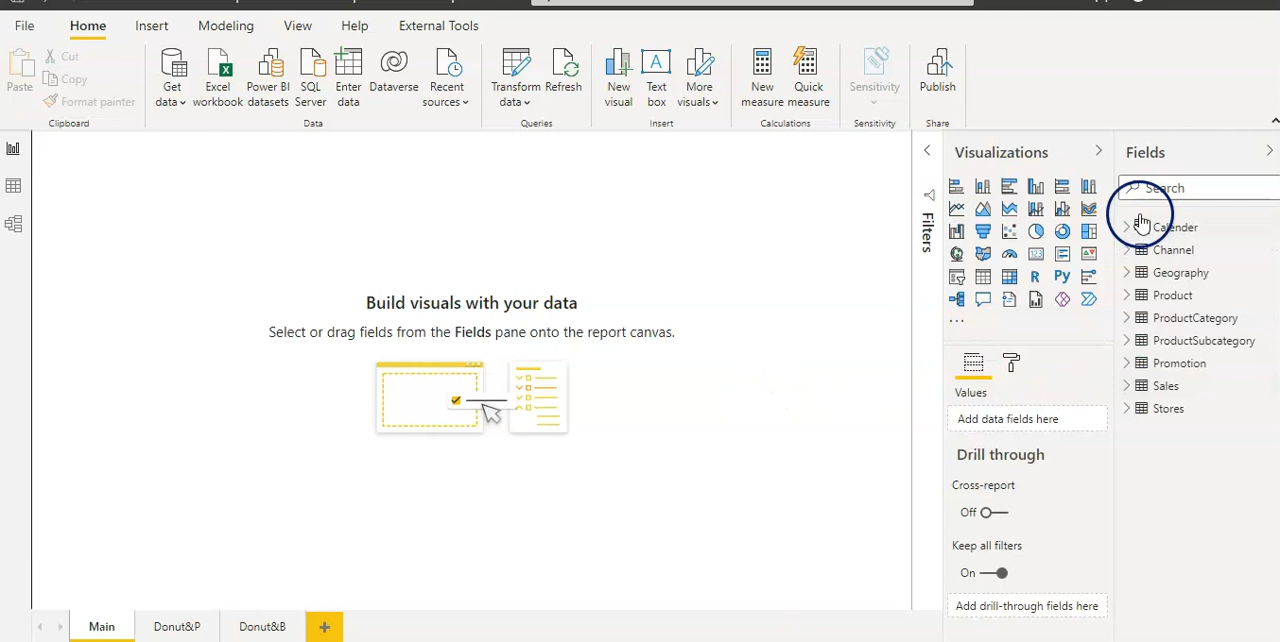 File Home Insert Modeling View Help External Tools
Paste
Cut
Copy
Format painter
Clipboard
Get data
Excel workbook
Power BI datasets
SQL Server
Enter data
Dataverse
Recent sources
Data
Transform data
Refresh
Queries
New visual
Text box
More visuals
Insert
New measure
Quick measure
Calculations
Sensitivity
Sensitivity
Publish
Share
Build visuals with your data
Select or drag fields from the Fields pane onto the report canvas.
Filters
Visualizations
R
Py
123
A
...
Values
Add data fields here
Drill through
Cross-report
Off
Keep all filters
On
Add drill-through fields here
Fields
Search
Calender
Channel
Geography
Product
ProductCategory
ProductSubcategory
Promotion
Sales
Stores
Main Donut&P Donut&B +